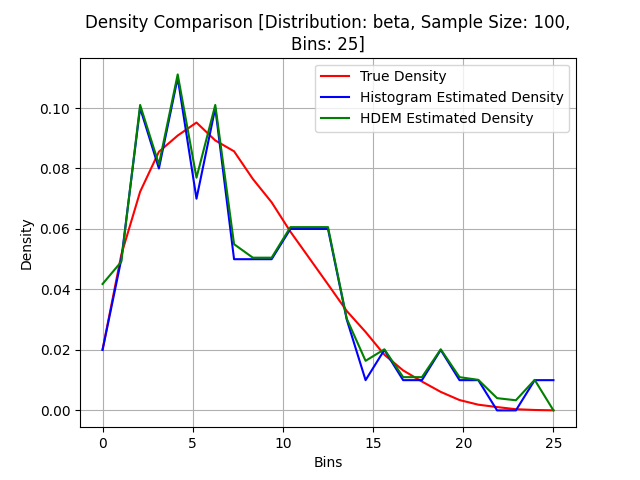 Density Comparison [Distribution: beta, Sample Size: 100,
Bins: 25]
True Density
Histogram Estimated Density
HDEM Estimated Density
Density
0.10
0.08
0.06
0.04
0.02
0.00
0 5 10 15 20 25
Bins